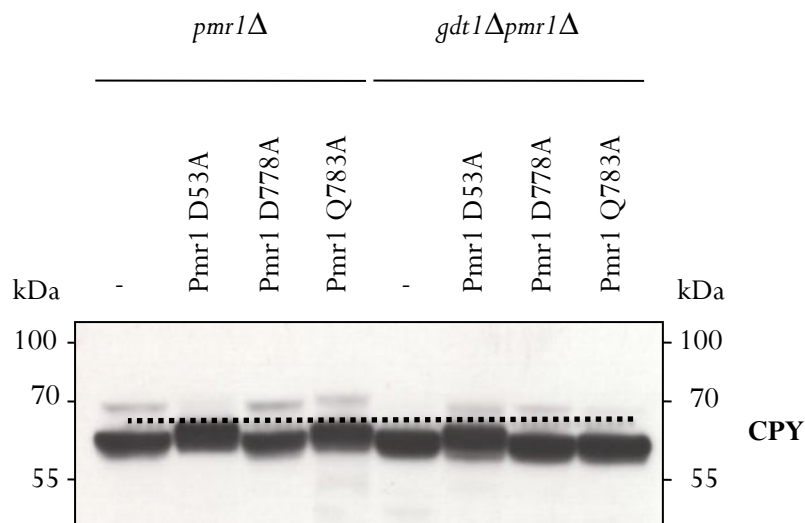 pmr1Δ gdt1Δpmr1Δ
kDa - Pmr1 D53A Pmr1 D778A Pmr1 Q783A - Pmr1 D53A Pmr1 D778A Pmr1 Q783A kDa
100 100
70 70
CPY
55 55